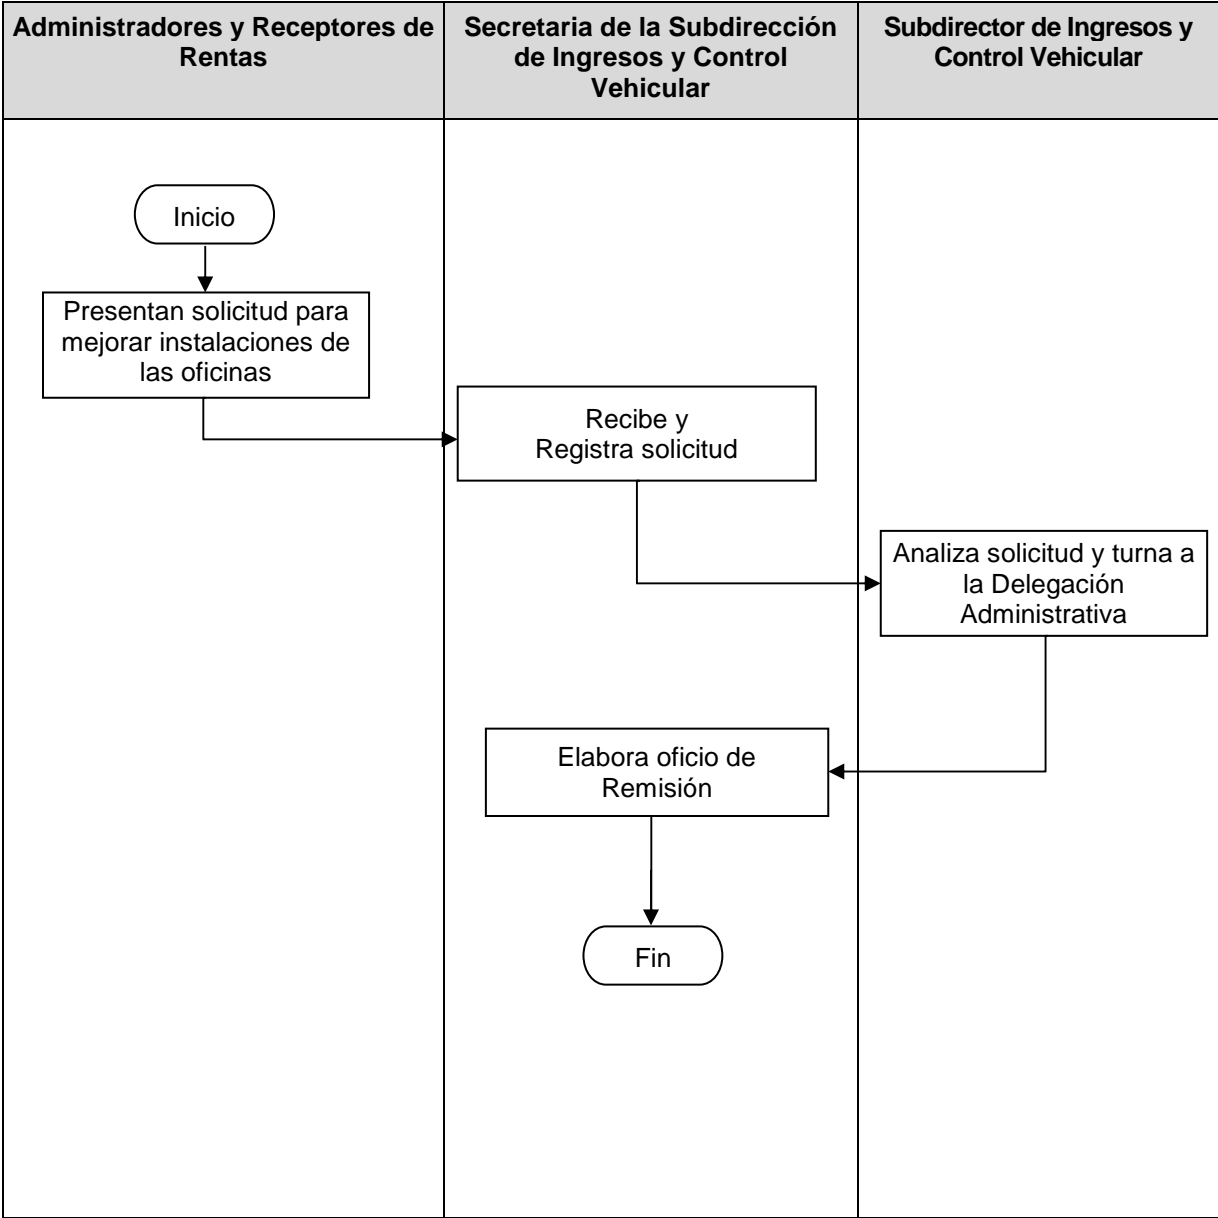 Administradores y Receptores de
Rentas
Secretaria de la Subdirección
de Ingresos y Control
Vehicular
Subdirector de Ingresos y
Control Vehicular
Inicio
Presentan solicitud para
mejorar instalaciones de
las oficinas
Recibe y
Registra solicitud
Analiza solicitud y turna a
la Delegación
Administrativa
Elabora oficio de
Remisión
Fin